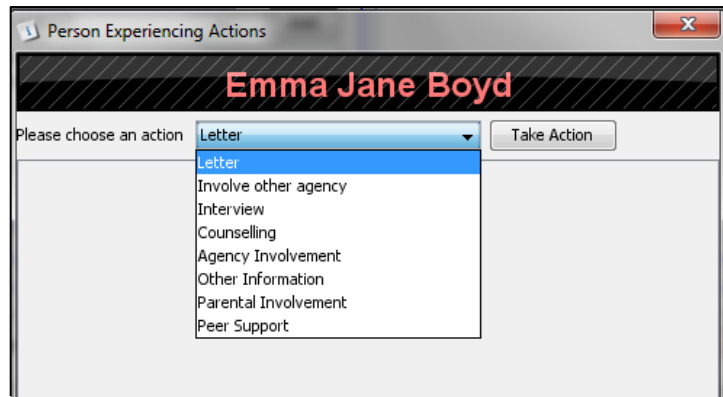 Person Experiencing Actions
Emma Jane Boyd
Please choose an action Letter Take Action
Letter
Involve other agency
Interview
Counselling
Agency Involvement
Other Information
Parental Involvement
Peer Support